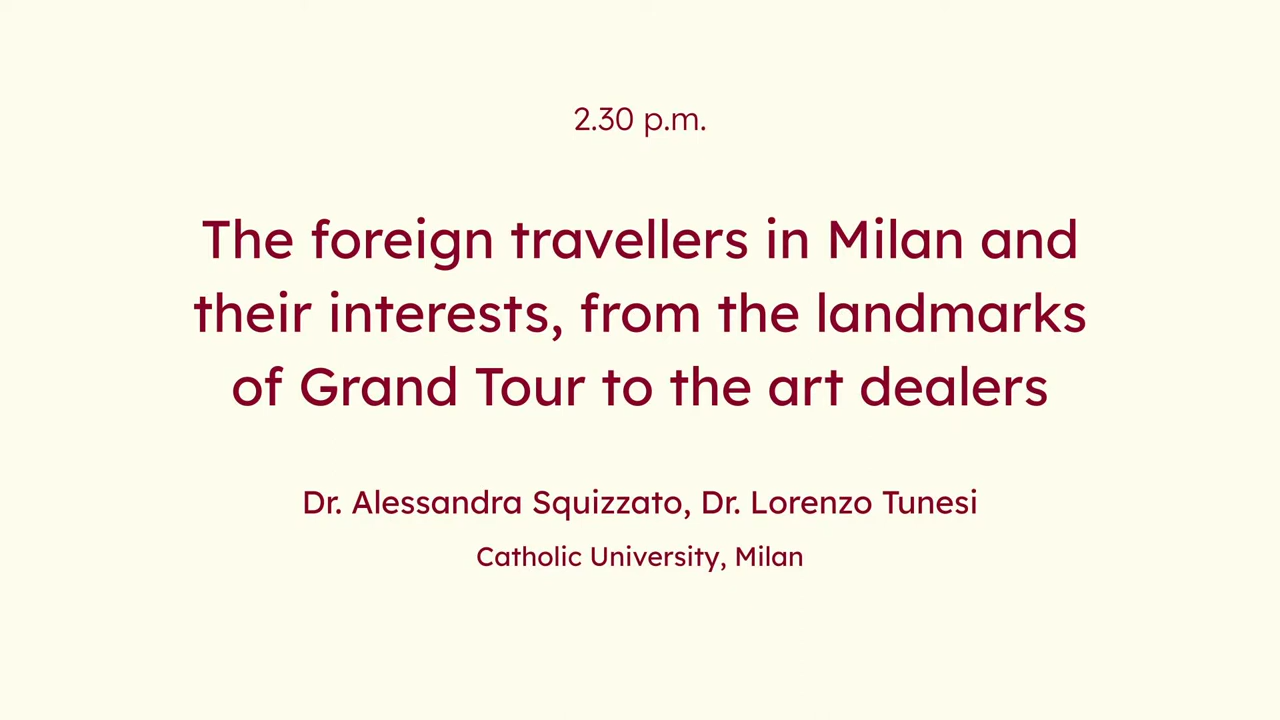 2.30 p.m.
The foreign travellers in Milan and
their interests, from the landmarks
of Grand Tour to the art dealers
Dr. Alessandra Squizzato, Dr. Lorenzo Tunesi
Catholic University, Milan